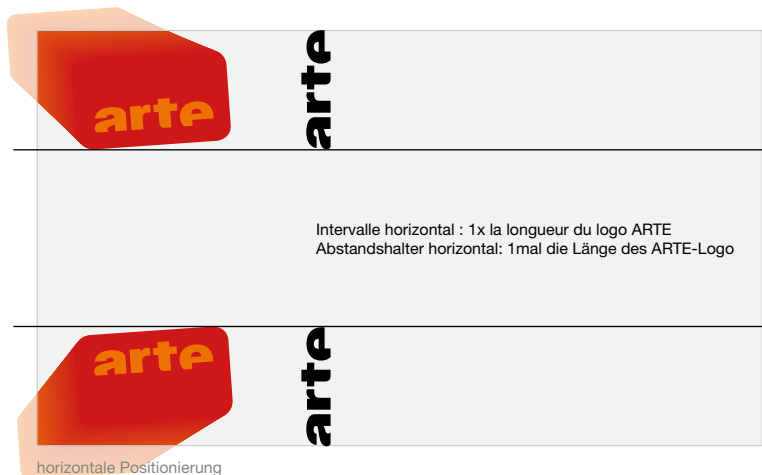 arte
arte
Intervalle horizontal : 1x la longueur du logo ARTE
Abstandshalter horizontal: 1mal die Länge des ARTE-Logo
arte
arte
horizontale Positionierung